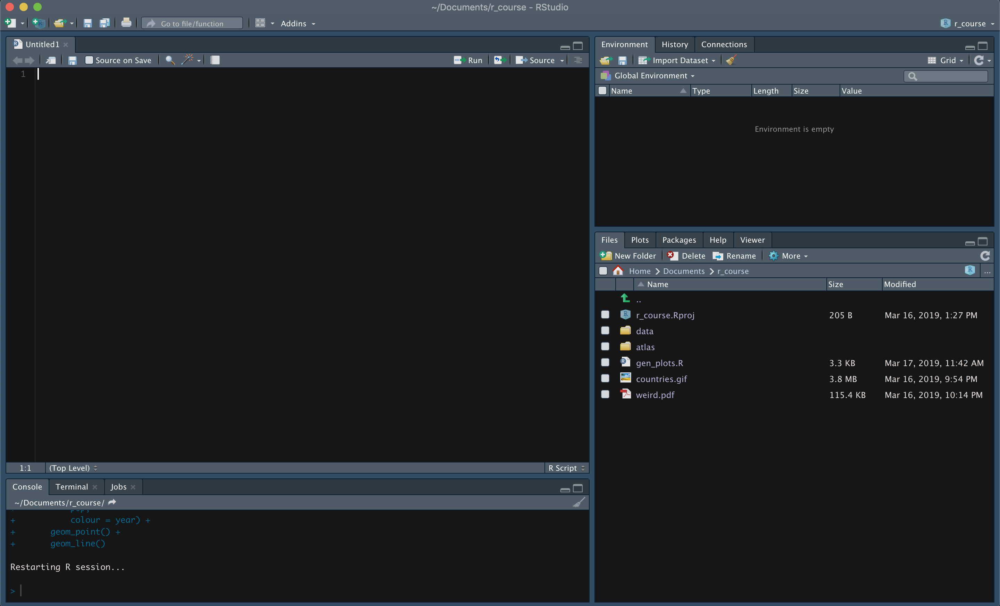 ~/Documents/r_course - RStudio
Go to file/function Addins r_course
Untitled1
Source on Save Run Source
1
1:1 (Top Level) R Script
Console Terminal Jobs
~/Documents/r_course/
+ pop,
+ colour = year) +
+ geom_point() +
+ geom_line()
Restarting R session...
>
Environment History Connections
Import Dataset Grid
Global Environment
Name Type Length Size Value
Environment is empty
Files Plots Packages Help Viewer
New Folder Delete Rename More
Home Documents r_course ...
Name Size Modified
..
r_course.Rproj 205 B Mar 16, 2019, 1:27 PM
data
atlas
gen_plots.R 3.3 KB Mar 17, 2019, 11:42 AM
countries.gif 3.8 MB Mar 16, 2019, 9:54 PM
weird.pdf 115.4 KB Mar 16, 2019, 10:14 PM